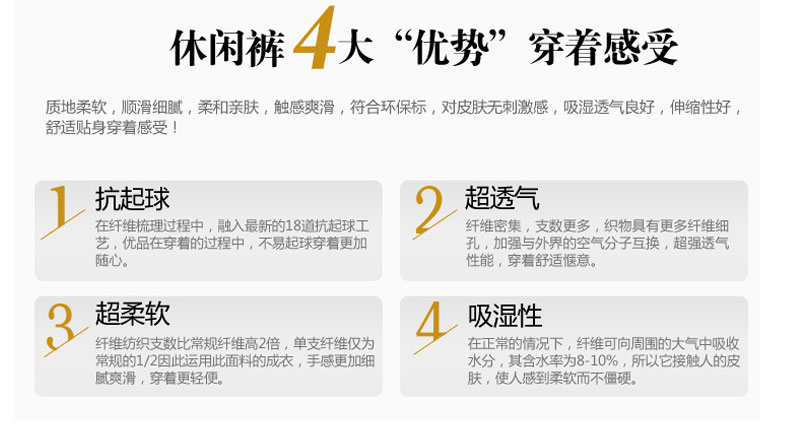 休闲裤4大“优势”穿着感受
质地柔软，顺滑细腻，柔和亲肤，触感爽滑，符合环保标，对皮肤无刺激感，吸湿透气良好，伸缩性好，
舒适贴身穿着感受！
1 抗起球
在纤维梳理过程中，融入最新的18道抗起球工
艺，优品在穿着的过程中，不易起球穿着更加
随心。
2 超透气
纤维密集，支数更多，织物具有更多纤维细
孔，加强与外界的空气分子互换，超强透气
性能，穿着舒适惬意。
3 超柔软
纤维纺织支数比常规纤维高2倍，单支纤维仅为
常规的1/2因此运用此面料的成衣，手感更加细
腻爽滑，穿着更轻便。
4 吸湿性
在正常的情况下，纤维可向周围的大气中吸收
水分，其含水率为8-10%，所以它接触人的皮
肤，使人感到柔软而不僵硬。